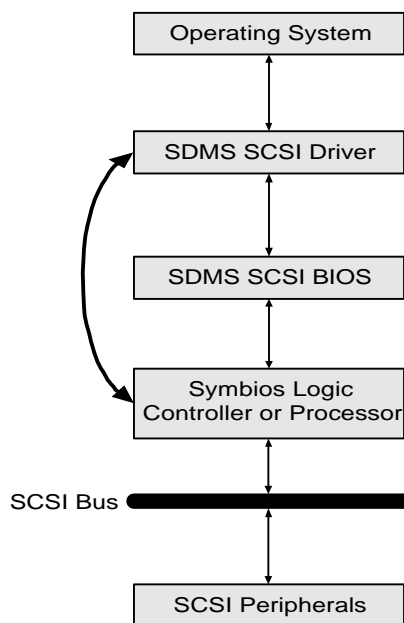 Operating System
SDMS SCSI Driver
SDMS SCSI BIOS
Symbios Logic
Controller or Processor
SCSI Bus
SCSI Peripherals